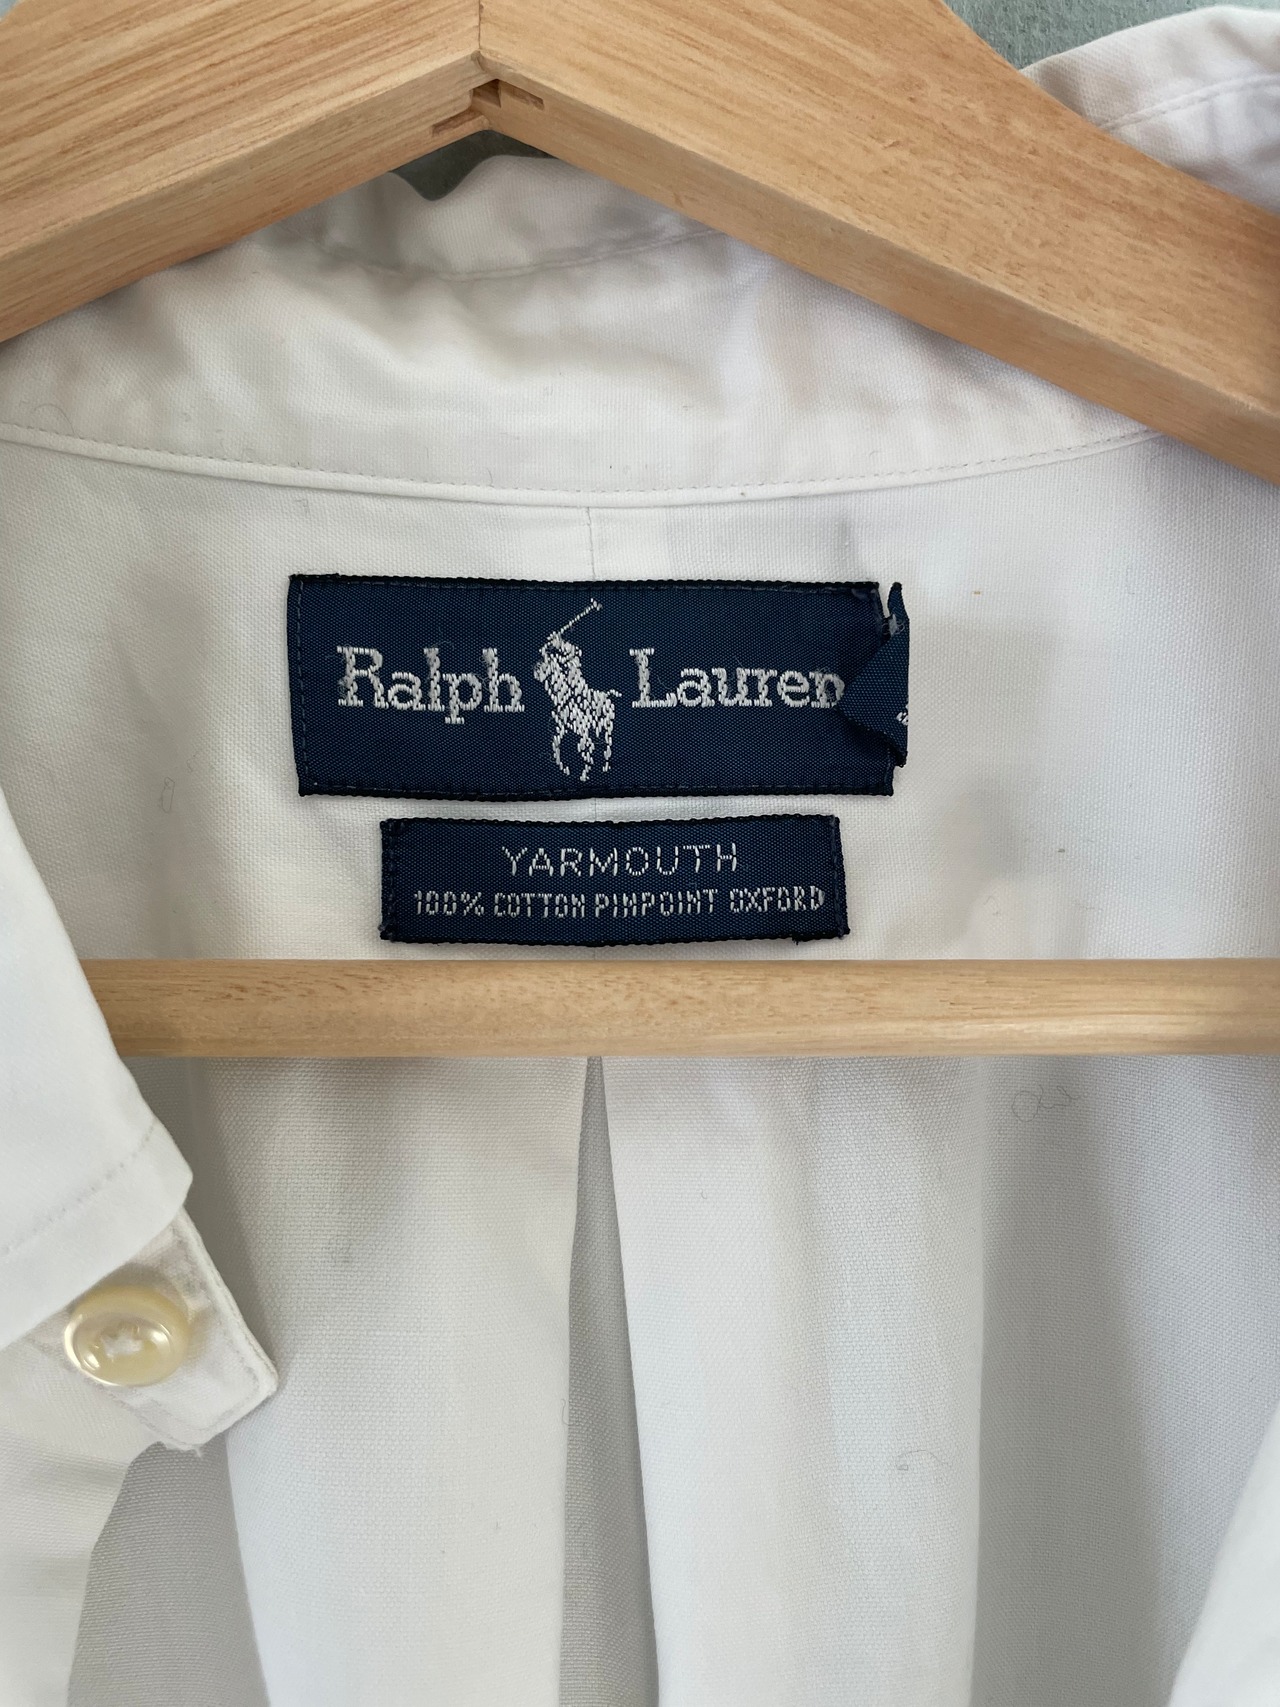 Ralph Lauren
YARMOUTH
100% COTTON PINPOINT OXFORD